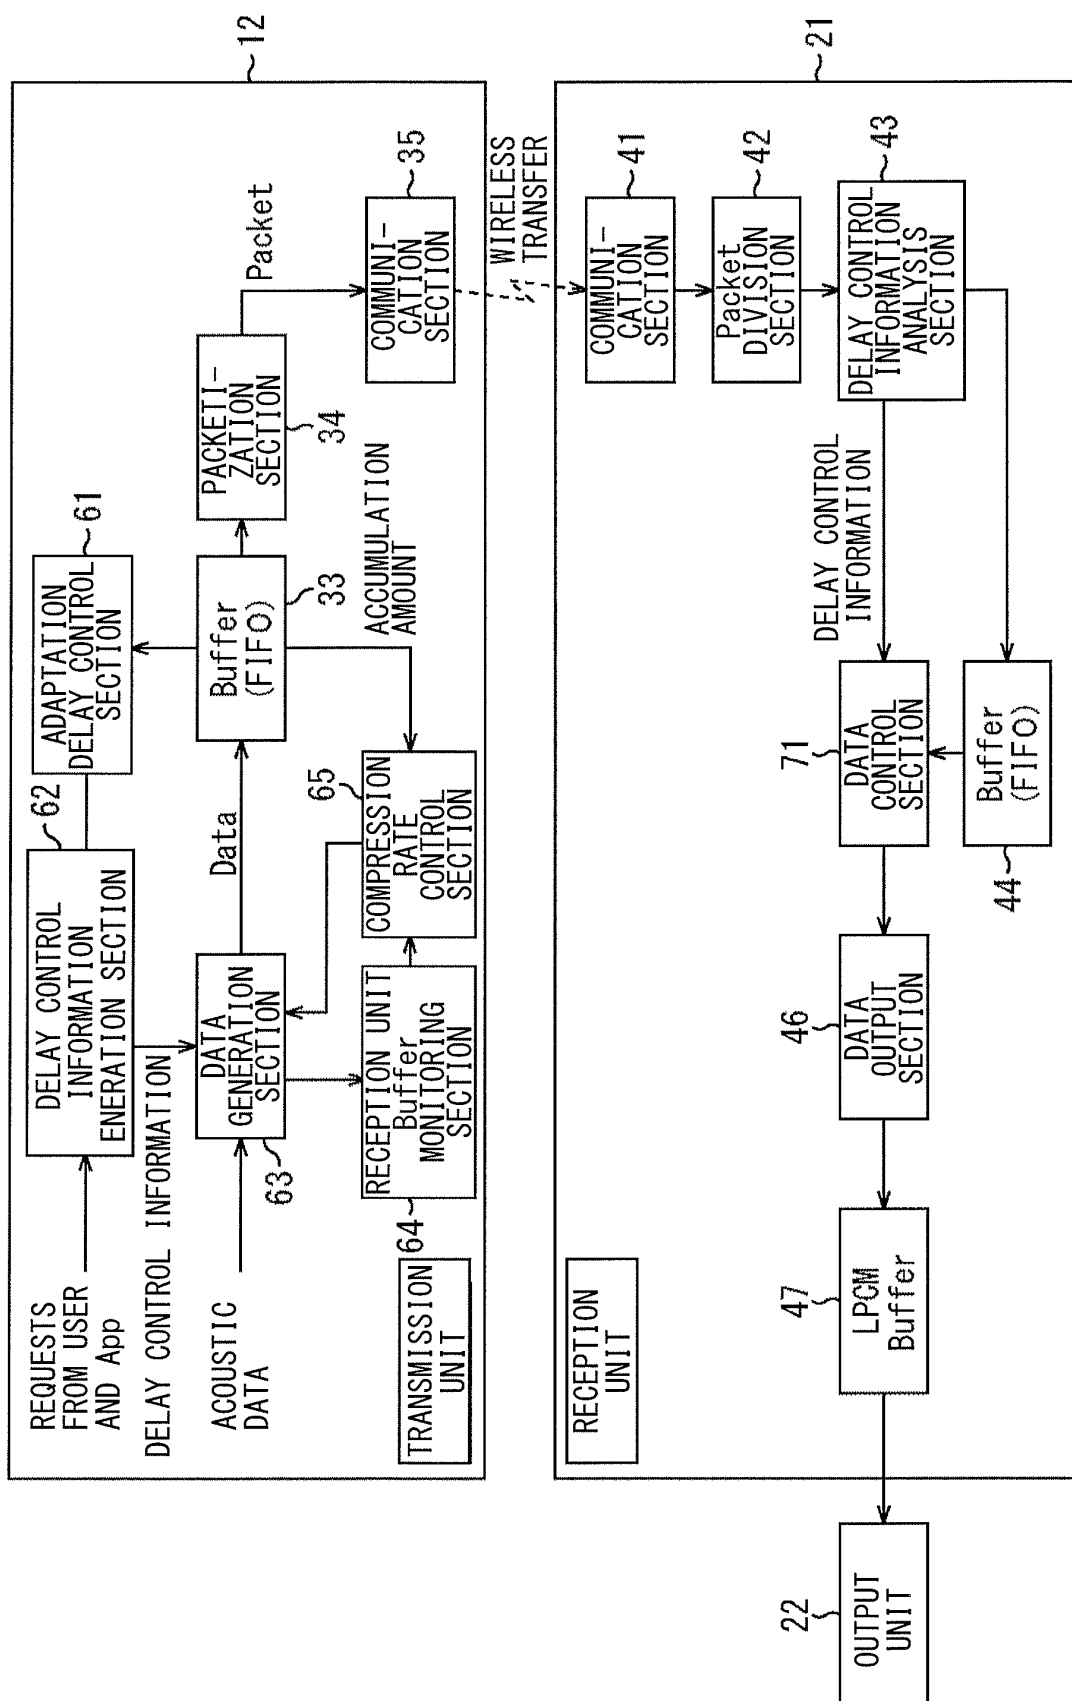 12
REQUESTS
FROM USER
AND App
62
DELAY CONTROL
INFORMATION
ENERATION SECTION
ADAPTATION
DELAY CONTROL
SECTION
61
DELAY CONTROL INFORMATION
ACOUSTIC
DATA
63
DATA
GENERATION
SECTION
Data
Buffer
(FIFO)
33
PACKETI-
ZATION
SECTION
34
Packet
COMMUNI-
CATION
SECTION
35
ACCUMULATION
AMOUNT
65
COMPRESSION
RATE
CONTROL
SECTION
64
RECEPTION UNIT
Buffer
MONITORING
SECTION
TRANSMISSION
UNIT
WIRELESS
TRANSFER
21
RECEPTION
UNIT
COMMUNI-
CATION
SECTION
41
Packet
DIVISION
SECTION
42
DELAY CONTROL
INFORMATION
ANALYSIS
SECTION
43
DELAY CONTROL
INFORMATION
71
DATA
CONTROL
SECTION
Buffer
(FIFO)
44
46
DATA
OUTPUT
SECTION
47
LPCM
Buffer
22
OUTPUT
UNIT